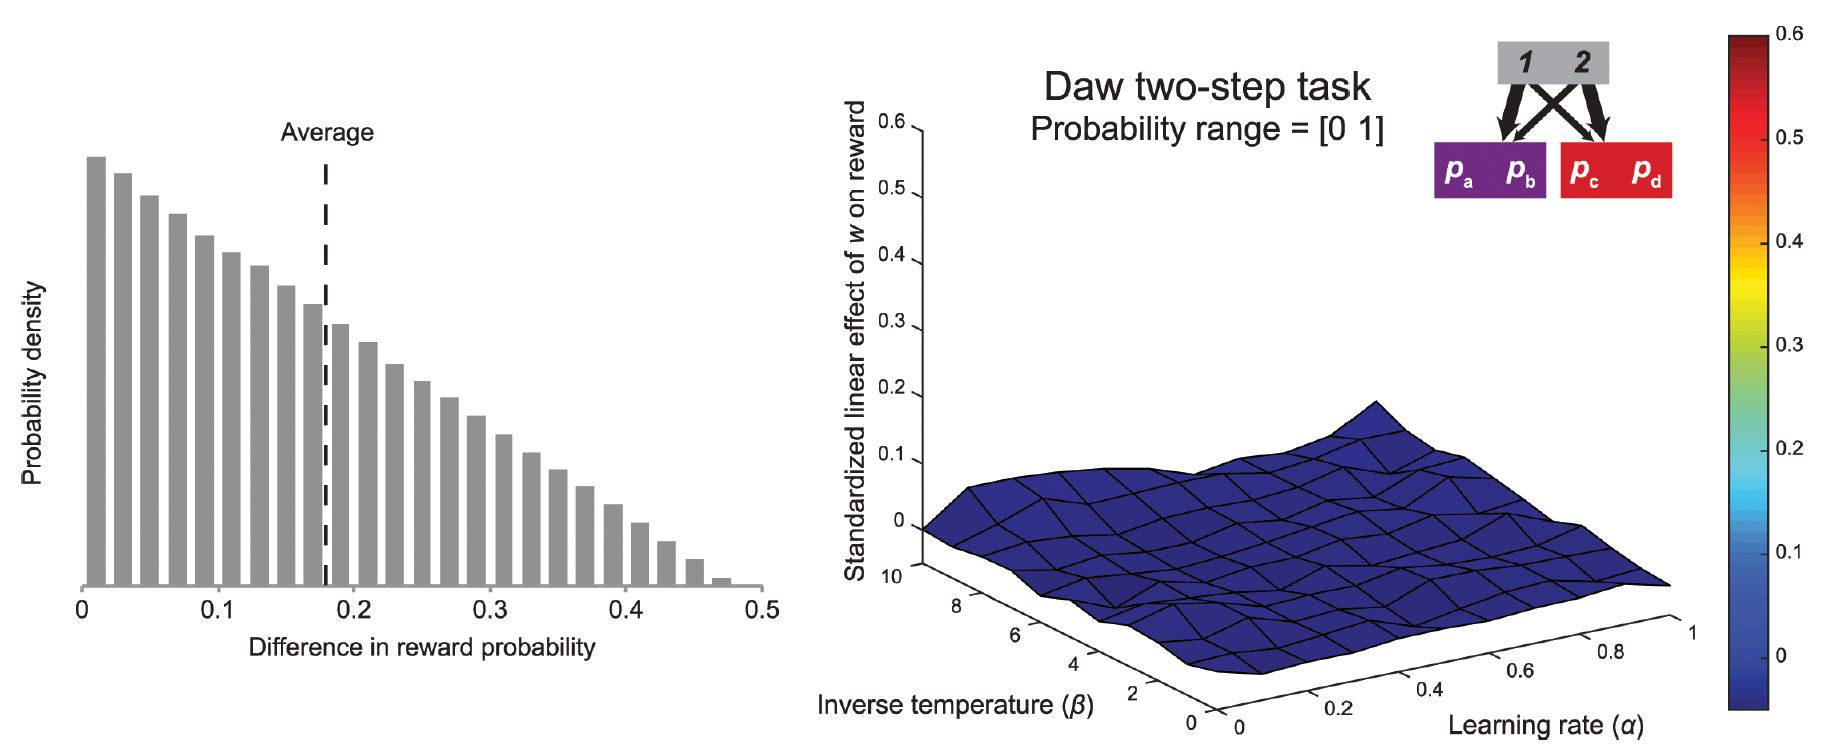 Average
Probability density
0 0.1 0.2 0.3 0.4 0.5
Difference in reward probability
Daw two-step task
Probability range = [0 1]
1 2
pa pb pc pd
Standardized linear effect of w on reward
0.6
0.5
0.4
0.3
0.2
0.1
0
10
8
6
4
2
0
Inverse temperature (β)
0
0.2
0.4
0.6
0.8
1
Learning rate (α)
0.6
0.5
0.4
0.3
0.2
0.1
0